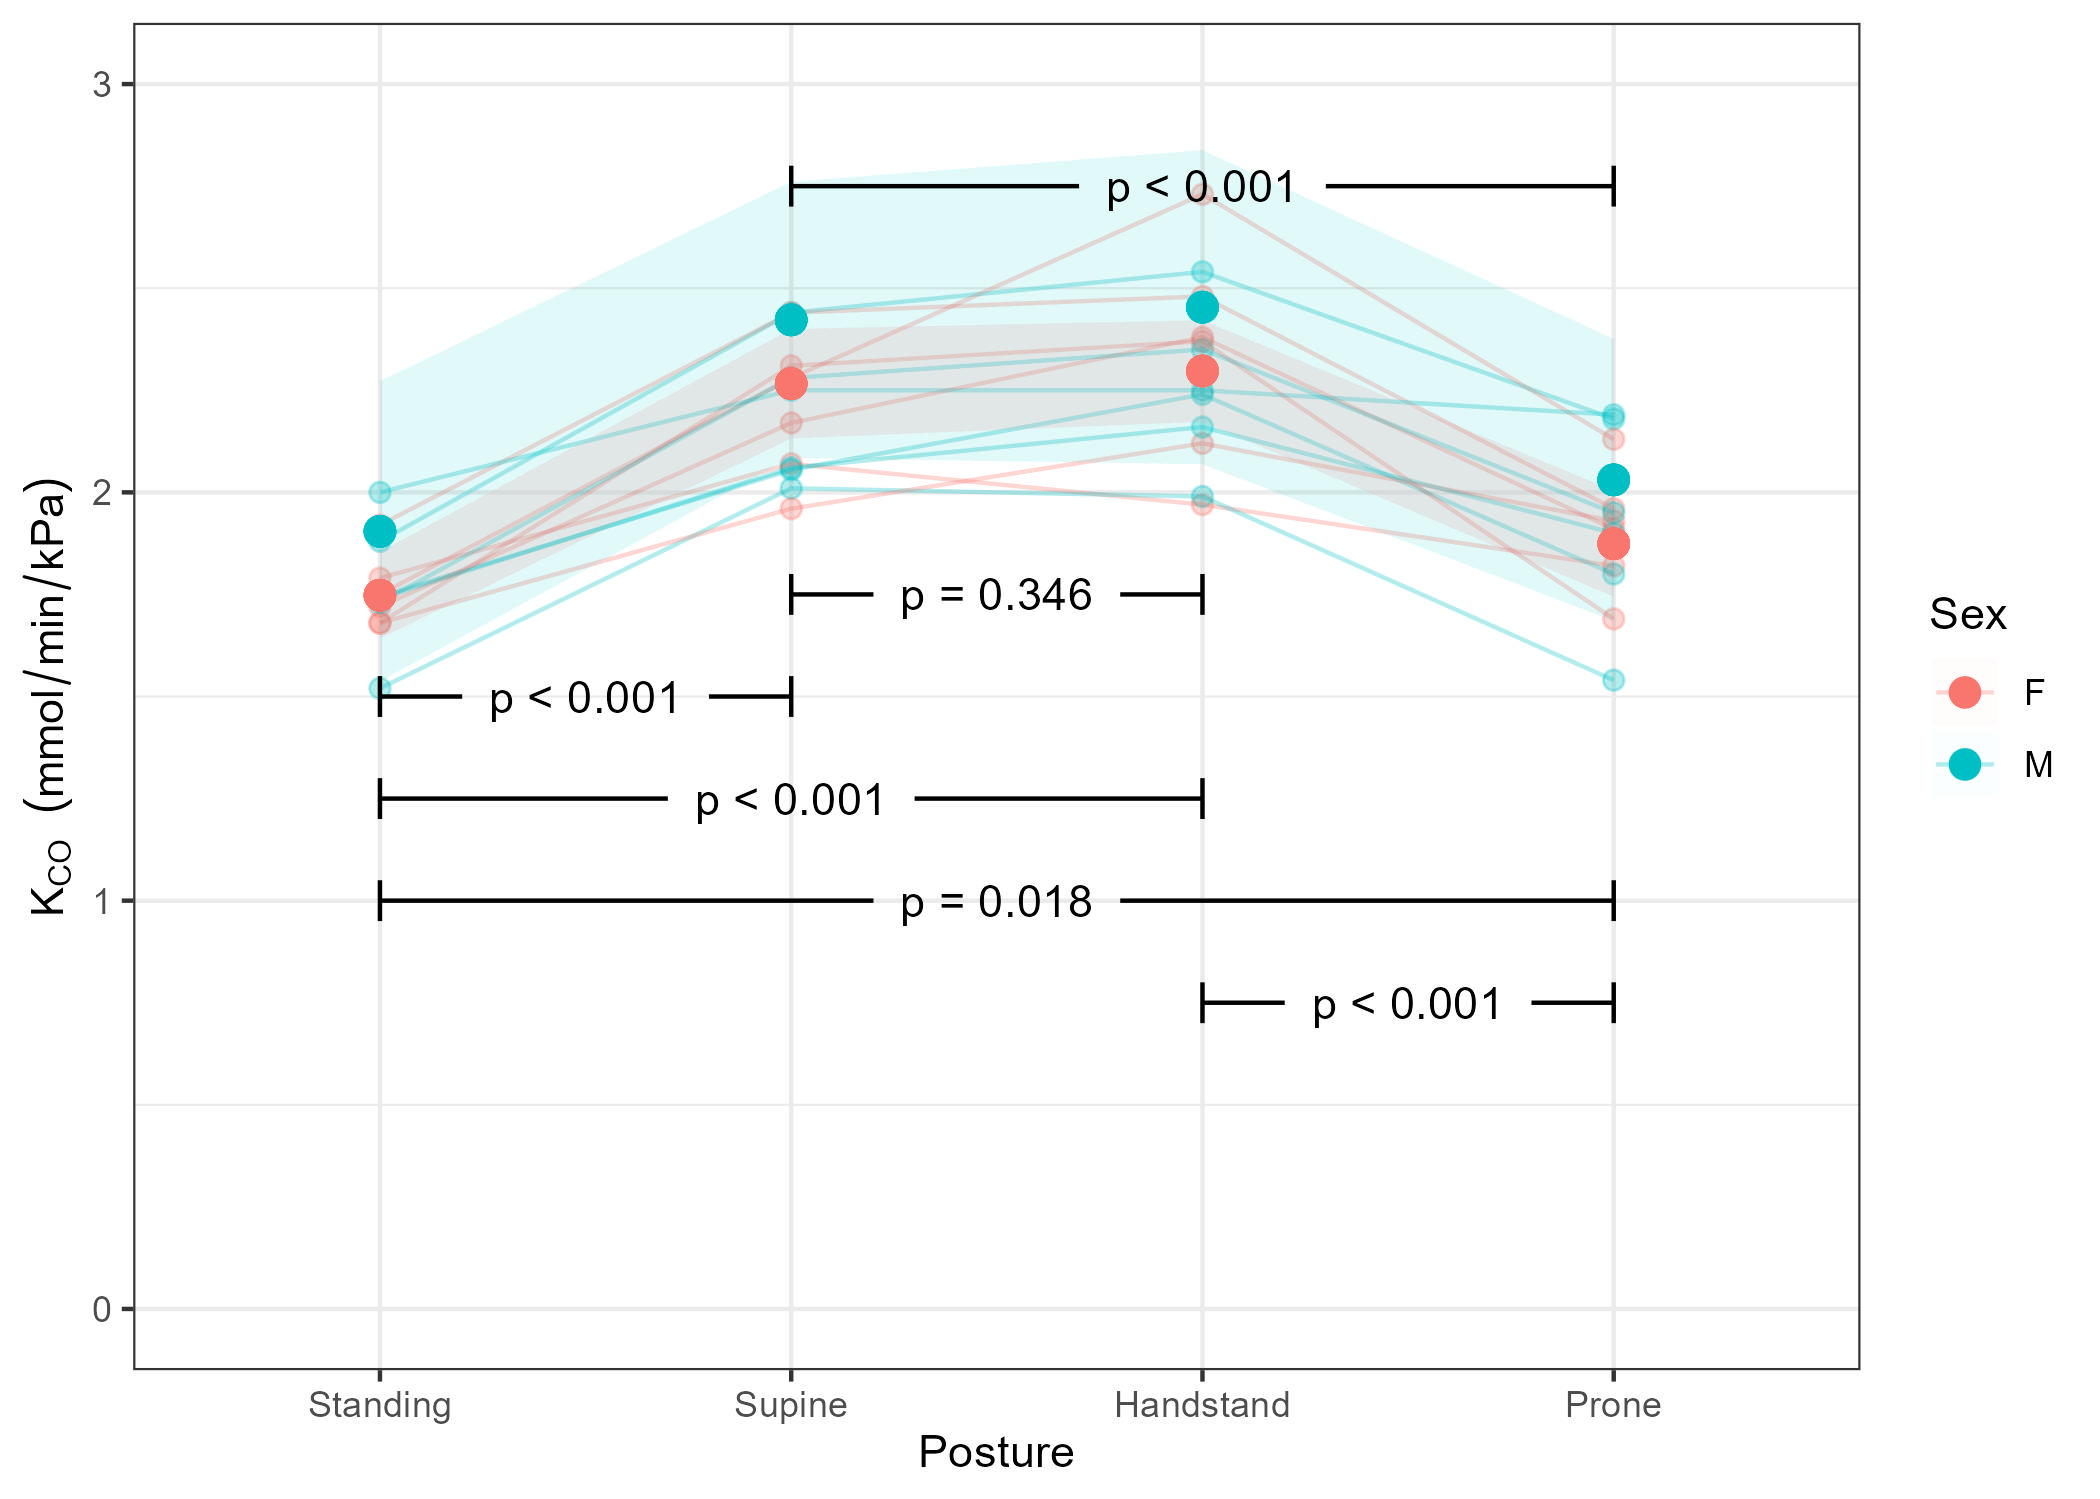 3
p < 0.001
2
p = 0.346
p < 0.001
p < 0.001
1
p = 0.018
p < 0.001
0
K_CO (mmol/min/kPa)
Standing Supine Handstand Prone
Posture
Sex
F
M